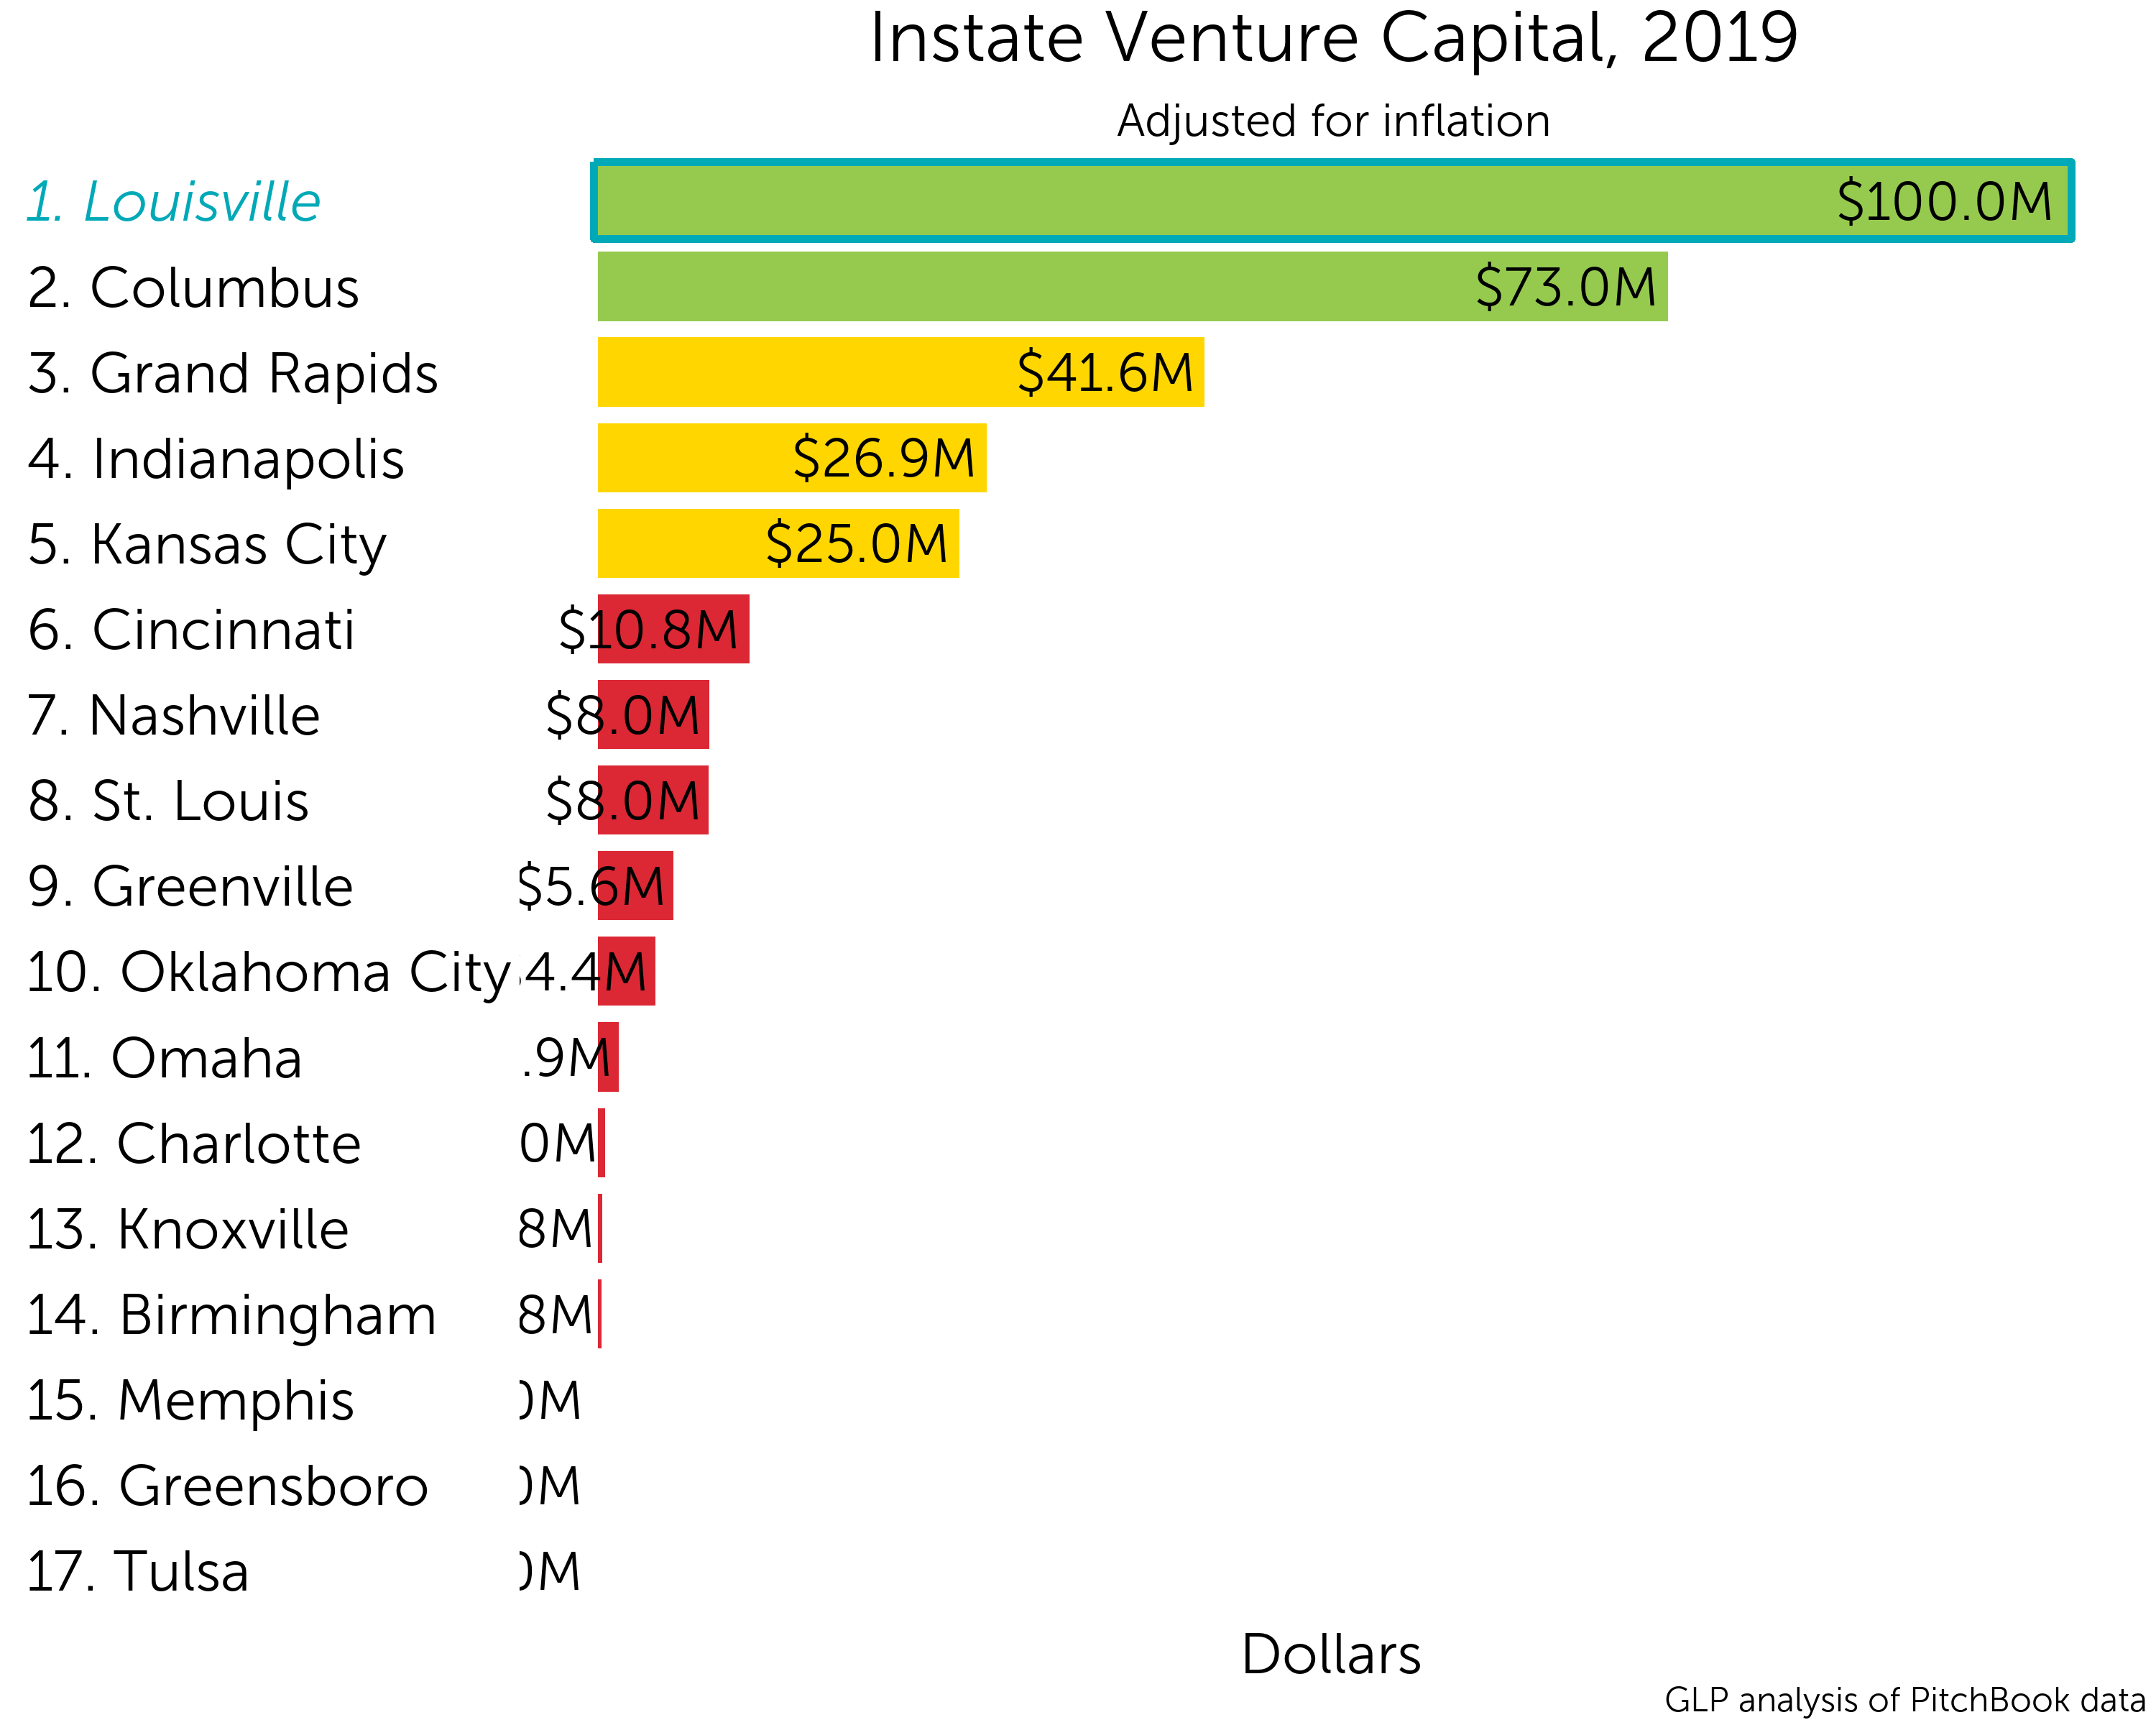 Instate Venture Capital, 2019
Adjusted for inflation
1. Louisville $100.0M
2. Columbus $73.0M
3. Grand Rapids $41.6M
4. Indianapolis $26.9M
5. Kansas City $25.0M
6. Cincinnati $10.8M
7. Nashville $8.0M
8. St. Louis $8.0M
9. Greenville $5.6M
10. Oklahoma City 4.4M
11. Omaha .9M
12. Charlotte 0M
13. Knoxville 8M
14. Birmingham 8M
15. Memphis 0M
16. Greensboro 0M
17. Tulsa 0M
Dollars
GLP analysis of PitchBook data